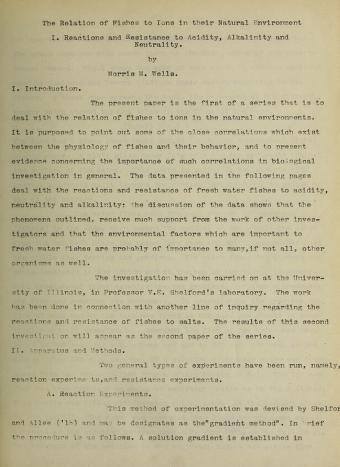 The Relation of Fishes to Ions in their Natural Environment
I. Reactions and Resistance to Acidity, Alkalinity and
Neutrality.
by
Morris M. Wells.
I. Introduction.
The present paper is the first of a series that is to
deal with the relation of fishes to ions in the natural environments.
It is purposed to point out some of the close correlations which exist
between the physiology of fishes and their behavior, and to present
evidence concerning the importance of such correlations in biological
investigation in general. The data presented in the following pages
deal with the reactions and resistance of fresh water fishes to acidity,
neutrality and alkalinity: the discussion of the data shows that the
phenomena outlined, receive much support from the work of other inves-
tigators and that the environmental factors which are important to
fresh water fishes are probably of importance to many,if not all, other
organisms as well.
The investigation has been carried on at the Univer-
sity of Illinois, in Professor V.E. Shelford's laboratory. The work
has been done in connection with another line of inquiry regarding the
reactions and resistance of fishes to salts. The results of this second
investigation will appear as the second paper of the series.
II. Apparatus and Methods.
Two general types of experiments have been run, namely,
reaction experiments,and resistance experiments.
A. Reaction Experiments.
This method of experimentation was devised by Shelford
and Allee ('13) and may be designates as the"gradient method". In brief
the procedure is as follows. A solution gradient is established in